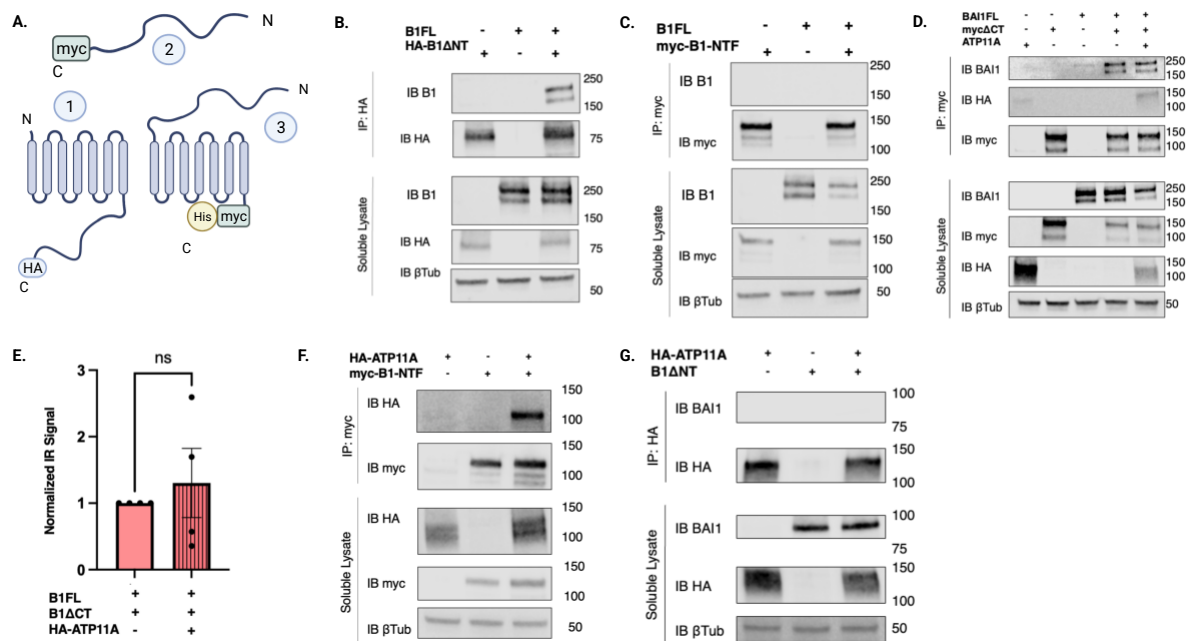 A.
N
myc
2
C
1
N
N
3
His
myc
C
HA
C
B.
B1FL - + +
HA-B1ΔNT + - +
IP: HA
IB B1
250
150
IB HA
75
Soluble Lysate
IB B1
250
150
IB HA
75
IB βTub
50
C.
B1FL - + +
myc-B1-NTF + - +
IP: myc
IB B1
250
150
IB myc
150
100
Soluble Lysate
IB B1
250
150
IB myc
150
100
IB βTub
50
D.
BAI1FL - - + + +
mycΔCT - + - + +
ATP11A + - - - +
IP: myc
IB BAI1
250
150
IB HA
150
100
IB myc
150
100
Soluble Lysate
IB BAI1
250
150
IB myc
150
100
IB HA
150
100
IB βTub
50
E.
ns
Normalized IR Signal
3
2
1
0
B1FL + +
B1ΔCT + +
HA-ATP11A - +
F.
HA-ATP11A + - +
myc-B1-NTF - + +
IP: myc
IB HA
150
100
IB myc
150
100
Soluble Lysate
IB HA
150
100
IB myc
150
100
IB βTub
50
G.
HA-ATP11A + - +
B1ΔNT - + +
IP: HA
IB BAI1
100
75
IB HA
150
100
Soluble Lysate
IB BAI1
100
75
IB HA
150
100
IB βTub
50